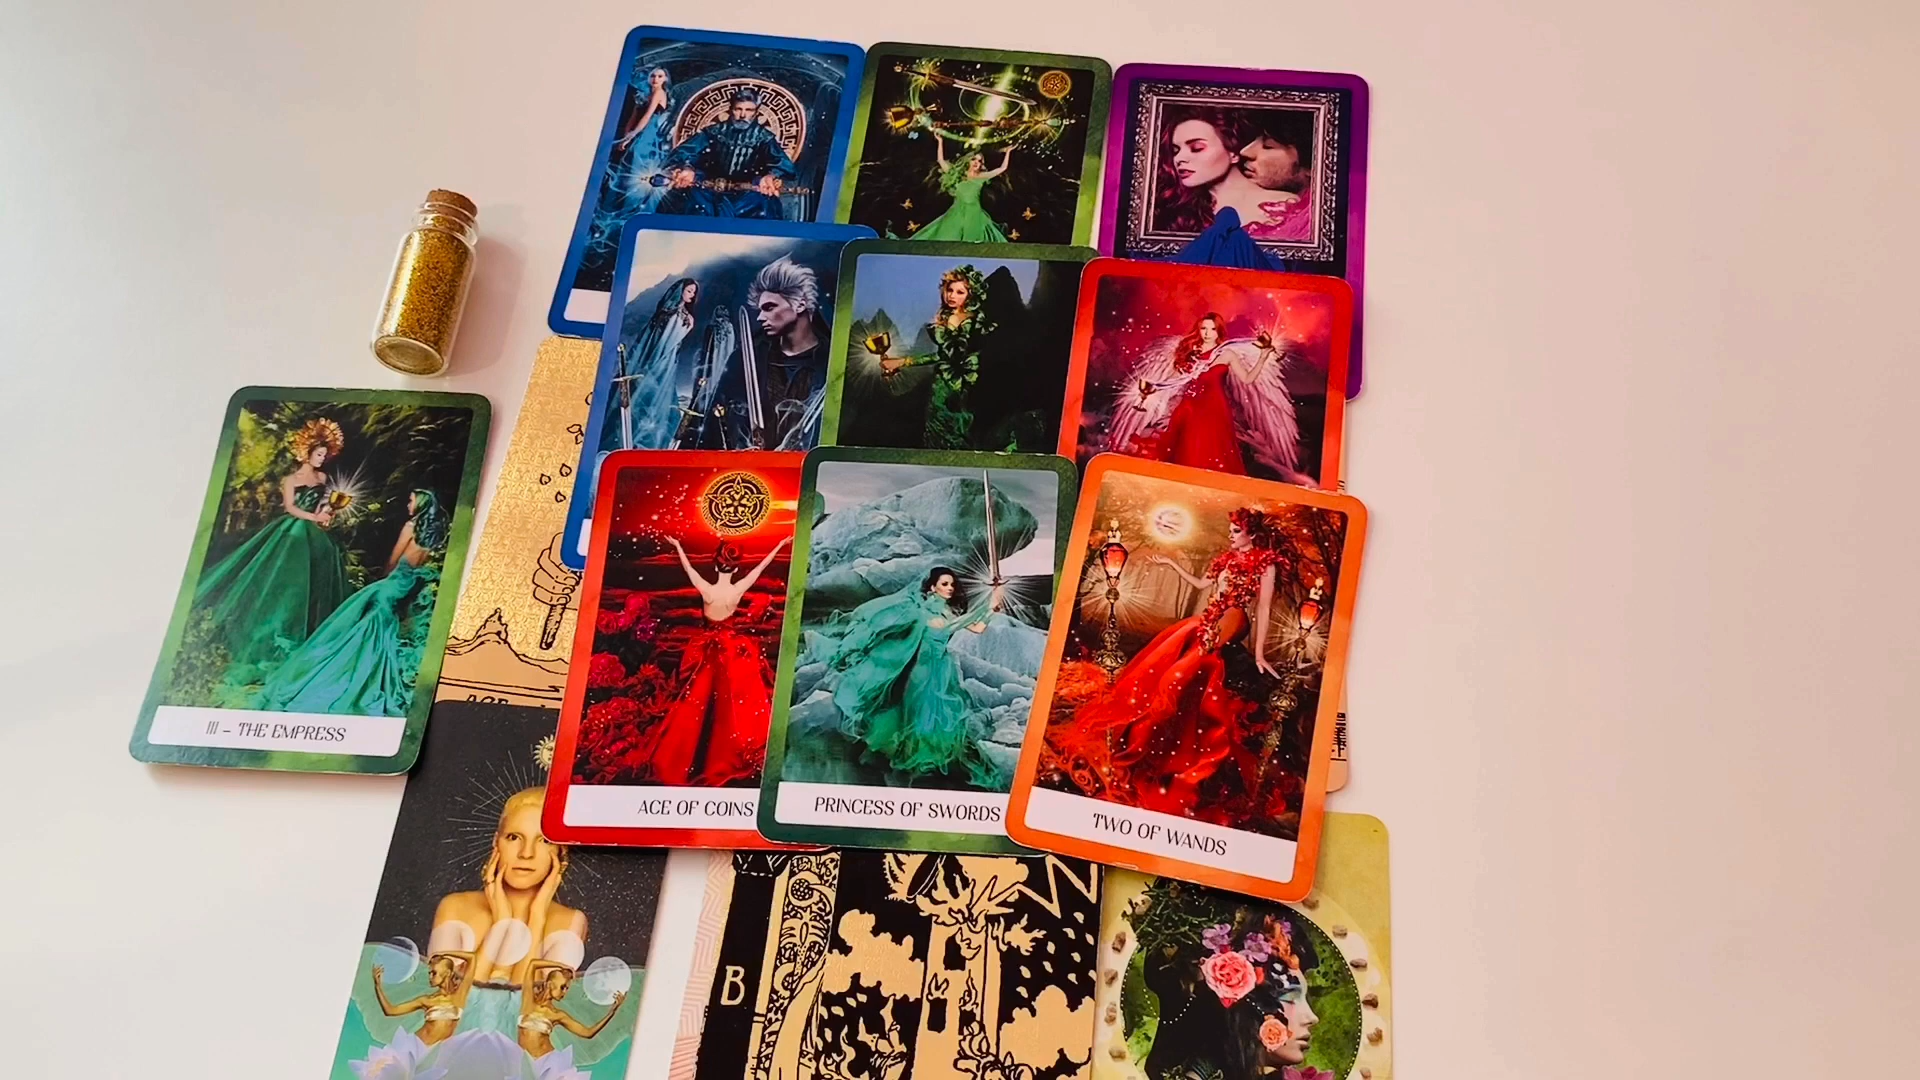 III – THE EMPRESS
ACE OF COINS
PRINCESS OF SWORDS
TWO OF WANDS
B